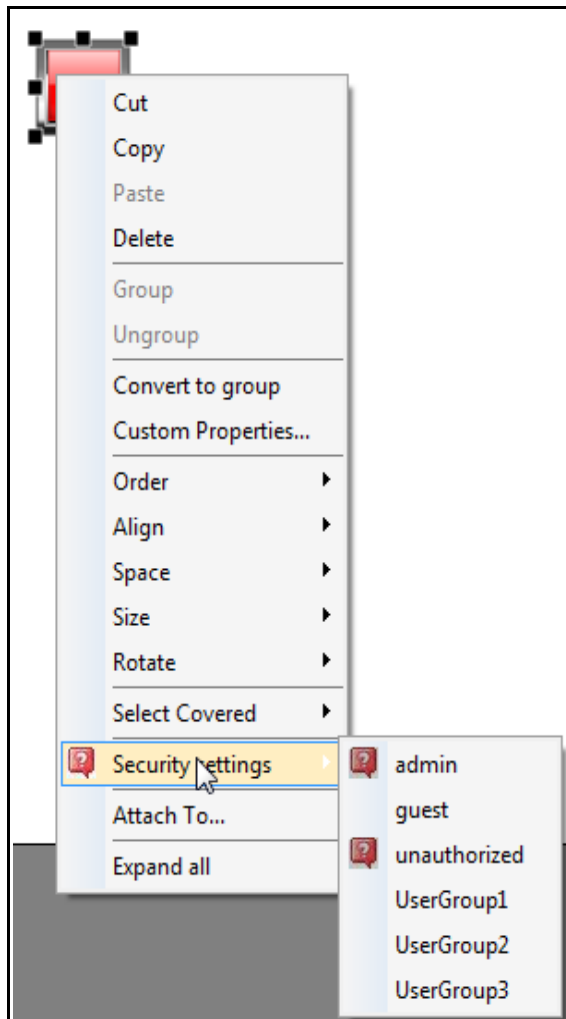 Cut
Copy
Paste
Delete
Group
Ungroup
Convert to group
Custom Properties...
Order
Align
Space
Size
Rotate
Select Covered
Security settings
Attach To...
Expand all
admin
guest
unauthorized
UserGroup1
UserGroup2
UserGroup3